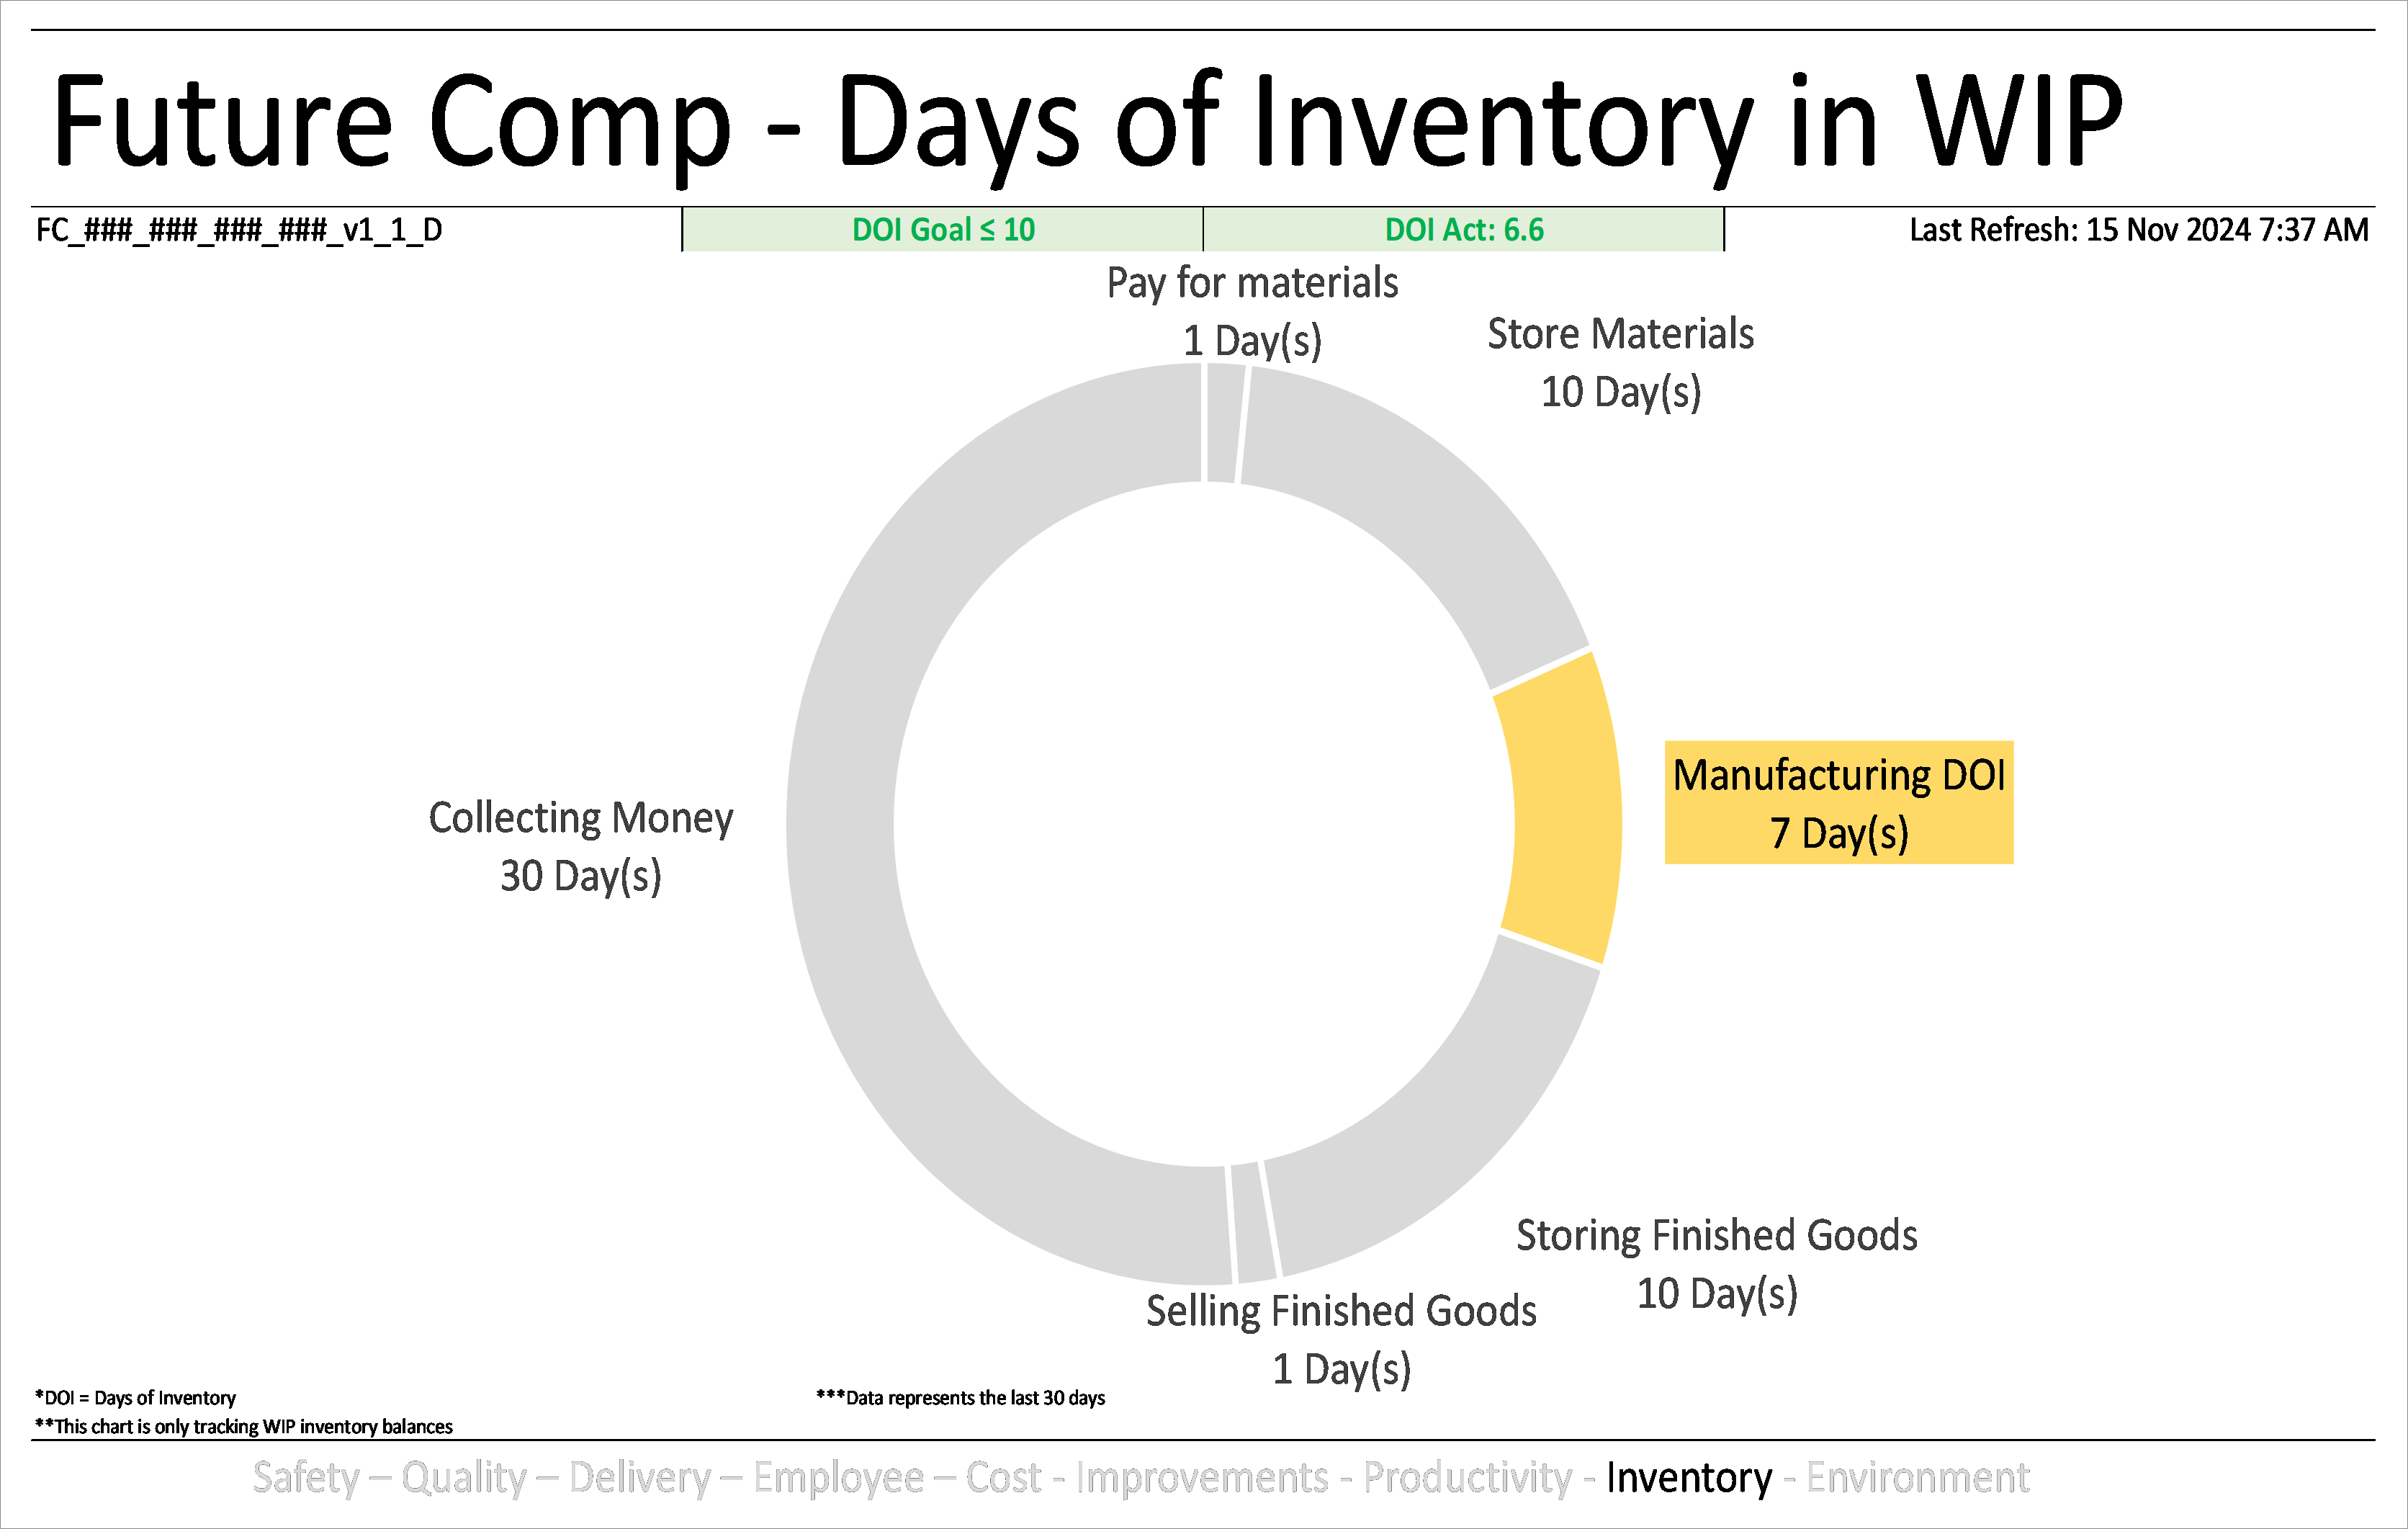 Future Comp - Days of Inventory in WIP
FC_###_###_###_###_v1_1_D
DOI Goal ≤ 10
DOI Act: 6.6
Last Refresh: 15 Nov 2024 7:37 AM
Pay for materials
1 Day(s)
Store Materials
10 Day(s)
Manufacturing DOI
7 Day(s)
Collecting Money
30 Day(s)
Storing Finished Goods
10 Day(s)
Selling Finished Goods
1 Day(s)
*DOI = Days of Inventory
***Data represents the last 30 days
**This chart is only tracking WIP inventory balances
Safety – Quality – Delivery – Employee – Cost - Improvements - Productivity - Inventory - Environment